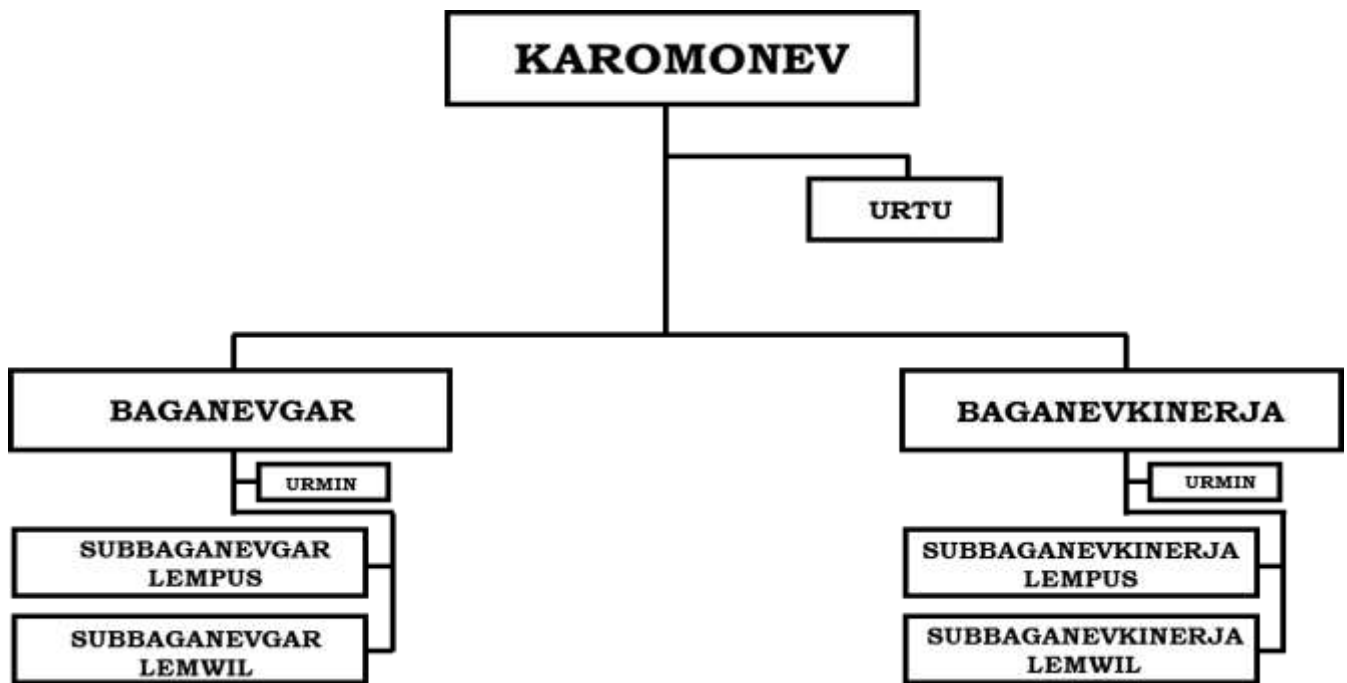 KAROMONEV
URTU
BAGANEVGAR
BAGANEVKINERJA
URMIN
URMIN
SUBBAGANEVGAR
LEMPUS
SUBBAGANEVKINERJA
LEMPUS
SUBBAGANEVGAR
LEMWIL
SUBBAGANEVKINERJA
LEMWIL